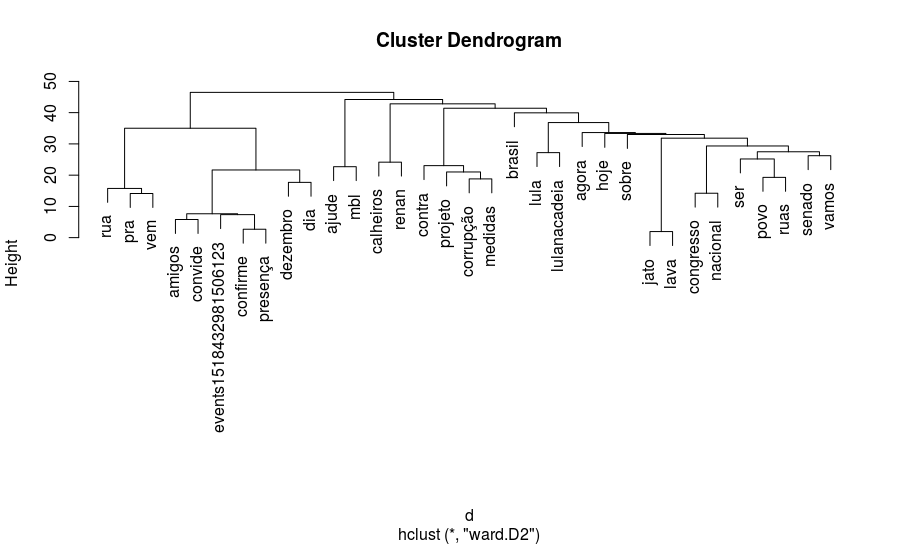 Cluster Dendrogram
Height
50
40
30
20
10
0
rua
pra
vem
amigos
convide
events1518432981506123
confirme
presença
dezembro
dia
ajude
mbl
calheiros
renan
contra
projeto
corrupção
medidas
brasil
lula
lulanacadeia
agora
hoje
sobre
jato
lava
congresso
nacional
ser
povo
ruas
senado
vamos
d
hclust (*, "ward.D2")